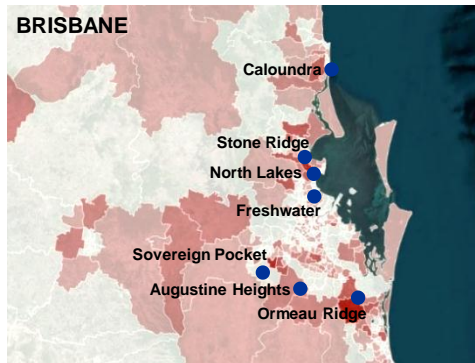 BRISBANE
Caloundra
Stone Ridge
North Lakes
Freshwater
Sovereign Pocket
Augustine Heights
Ormeau Ridge